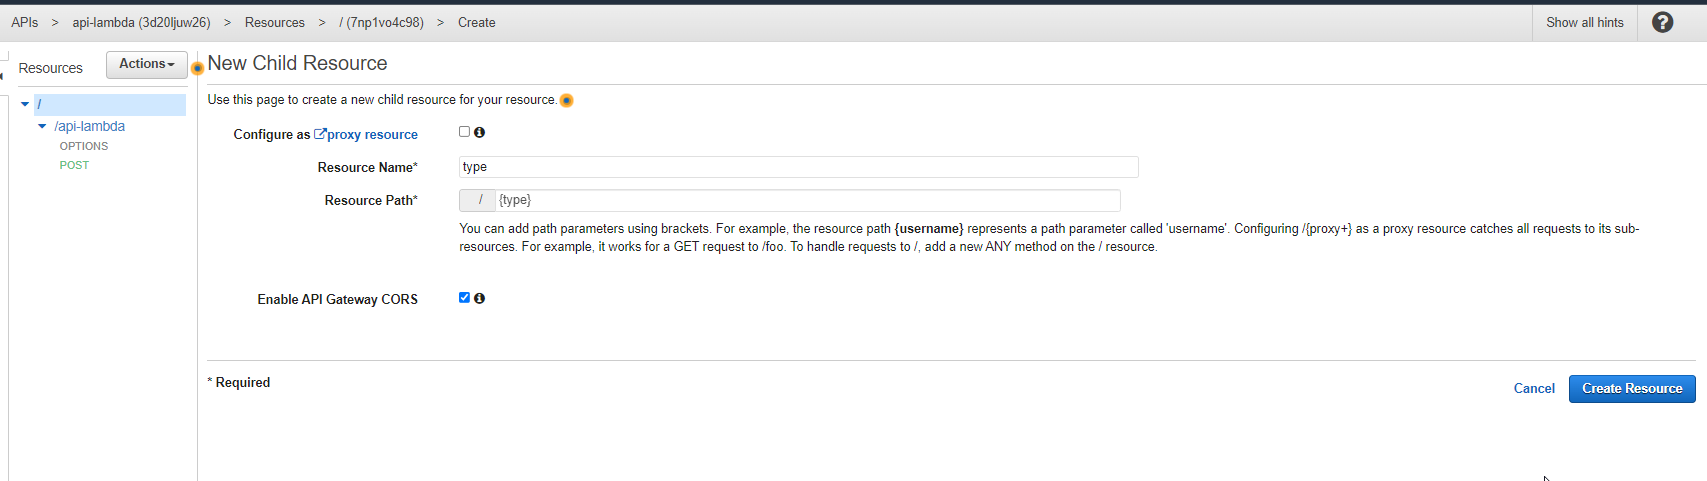 APIs > api-lambda (3d20ljuw26) > Resources > / (7np1vo4c98) > Create
Show all hints ?
Resources
Actions
New Child Resource
/
/api-lambda
OPTIONS
POST
Use this page to create a new child resource for your resource.
Configure as proxy resource
Resource Name* type
Resource Path* / {type}
You can add path parameters using brackets. For example, the resource path {username} represents a path parameter called 'username'. Configuring /{proxy+} as a proxy resource catches all requests to its sub-
resources. For example, it works for a GET request to /foo. To handle requests to /, add a new ANY method on the / resource.
Enable API Gateway CORS
* Required
Cancel
Create Resource